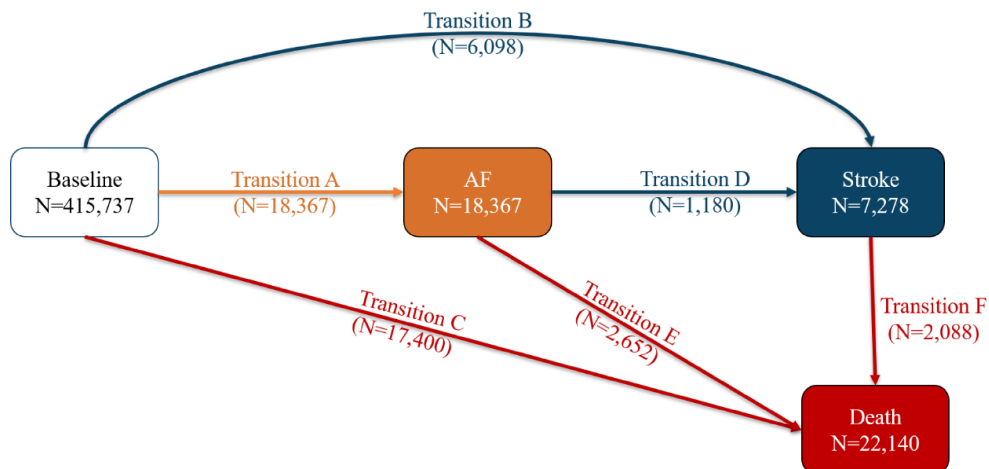 Transition B
(N=6,098)
Baseline
N=415,737
Transition A
(N=18,367)
AF
N=18,367
Transition D
(N=1,180)
Stroke
N=7,278
Transition C
(N=17,400)
Transition E
(N=2,652)
Transition F
(N=2,088)
Death
N=22,140